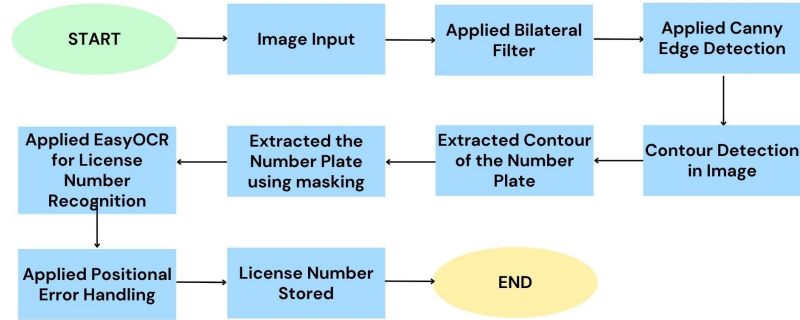 START
Image Input
Applied Bilateral
Filter
Applied Canny
Edge Detection
Contour Detection
in Image
Extracted Contour
of the Number
Plate
Extracted the
Number Plate
using masking
Applied EasyOCR
for License
Number
Recognition
Applied Positional
Error Handling
License Number
Stored
END